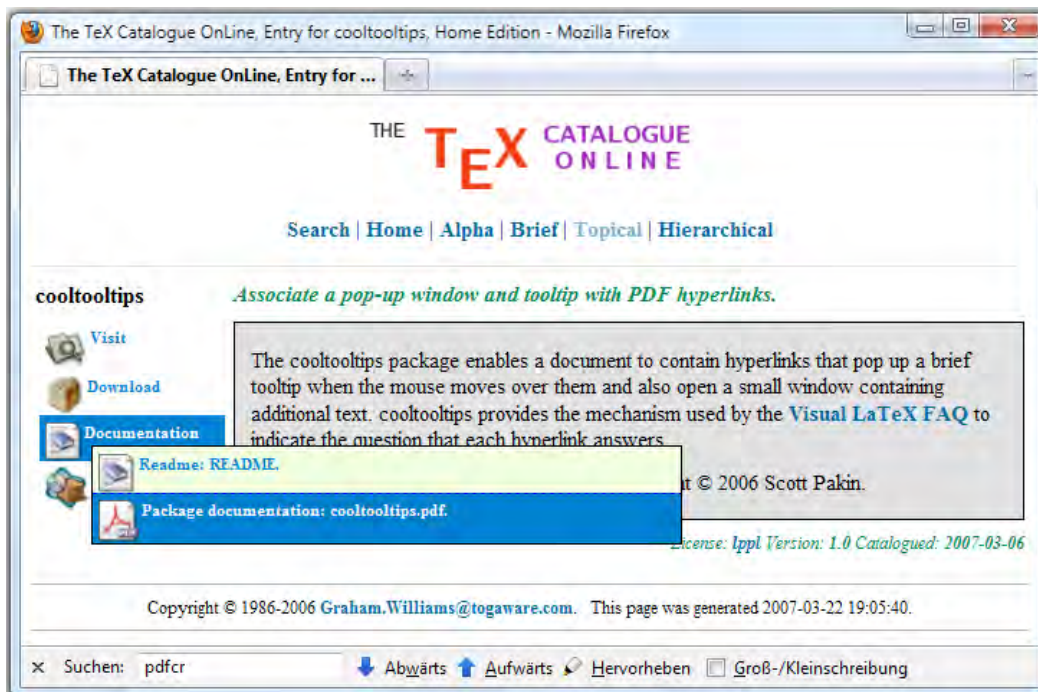 The TeX Catalogue OnLine, Entry for cooltooltips, Home Edition - Mozilla Firefox
The TeX Catalogue OnLine, Entry for ...
THE TEX CATALOGUE
ONLINE
Search | Home | Alpha | Brief | Topical | Hierarchical
cooltooltips
Associate a pop-up window and tooltip with PDF hyperlinks.
Visit
Download
Documentation
The cooltooltips package enables a document to contain hyperlinks that pop up a brief
tooltip when the mouse moves over them and also open a small window containing
additional text. cooltooltips provides the mechanism used by the Visual LaTeX FAQ to
indicate the question that each hyperlink answers.
Readme: README.
Package documentation: cooltooltips.pdf.
© 2006 Scott Pakin.
License: lppl Version: 1.0 Catalogued: 2007-03-06
Copyright © 1986-2006 Graham.Williams@togaware.com. This page was generated 2007-03-22 19:05:40.
Suchen: pdfcr Abwärts Aufwärts Hervorheben Groß-/Kleinschreibung